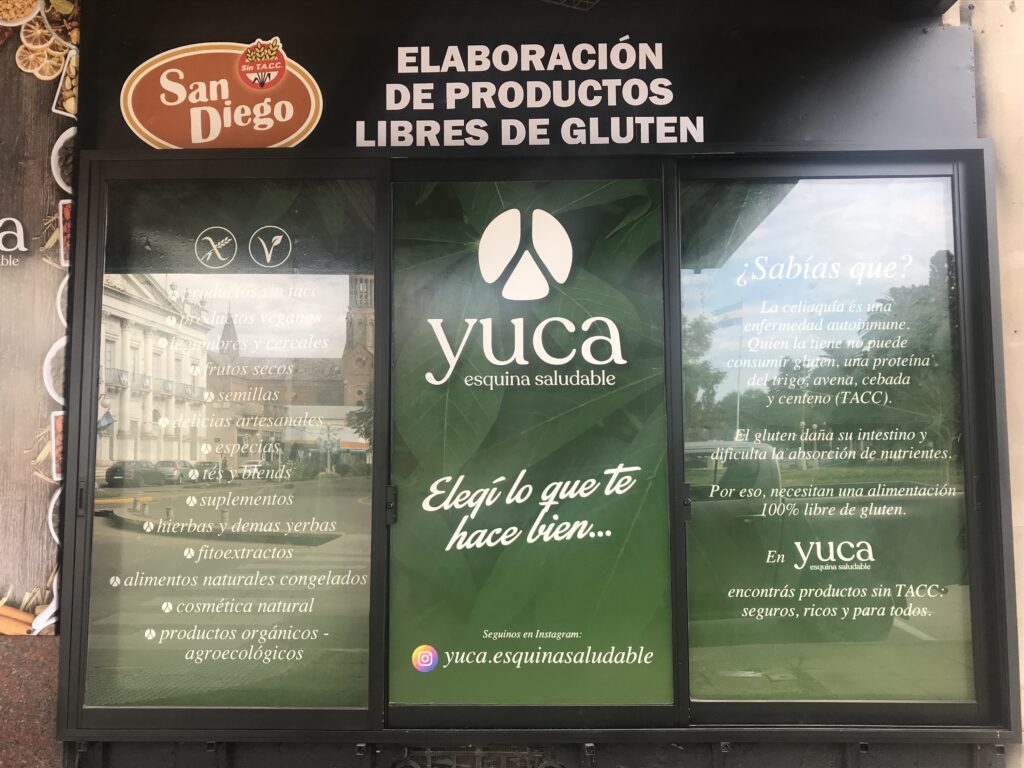 San
Diego
Sin T.A.C.C.
ELABORACIÓN
DE PRODUCTOS
LIBRES DE GLUTEN
a
ble
productos sin tacc
productos veganos
legumbres y cereales
frutos secos
semillas
delicias artesanales
especias
tés y blends
suplementos
hierbas y demas yerbas
fitoextractos
alimentos naturales congelados
cosmética natural
productos orgánicos -
agroecológicos
yuca
esquina saludable
Elegí lo que te
hace bien...
Seguinos en Instagram:
yuca.esquinasaludable
¿Sabías que?
La celiaquía es una
enfermedad autoinmune.
Quien la tiene no puede
consumir gluten, una proteína
del trigo, avena, cebada
y centeno (TACC).
El gluten daña su intestino y
dificulta la absorción de nutrientes.
Por eso, necesitan una alimentación
100% libre de gluten.
En yuca
esquina saludable
encontrás productos sin TACC:
seguros, ricos y para todos.